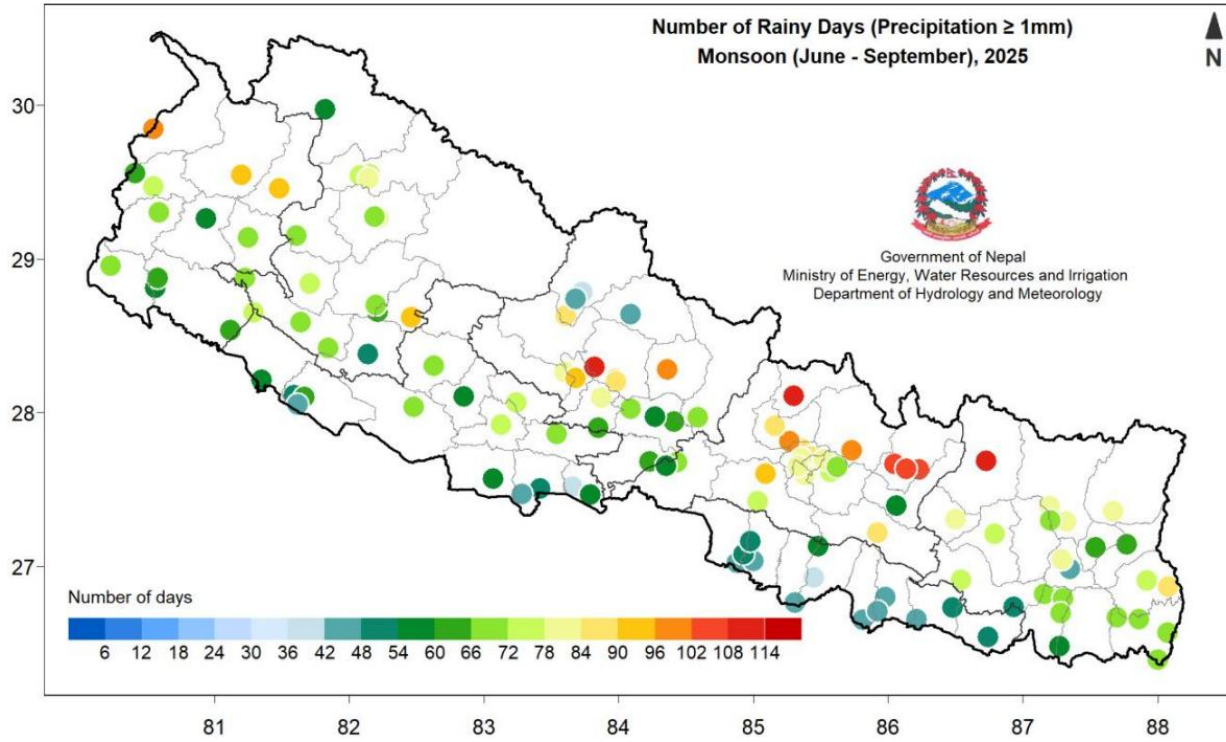 Number of Rainy Days (Precipitation ≥ 1mm)
Monsoon (June - September), 2025
N
Government of Nepal
Ministry of Energy, Water Resources and Irrigation
Department of Hydrology and Meteorology
30
29
28
27
Number of days
6 12 18 24 30 36 42 48 54 60 66 72 78 84 90 96 102 108 114
81 82 83 84 85 86 87 88